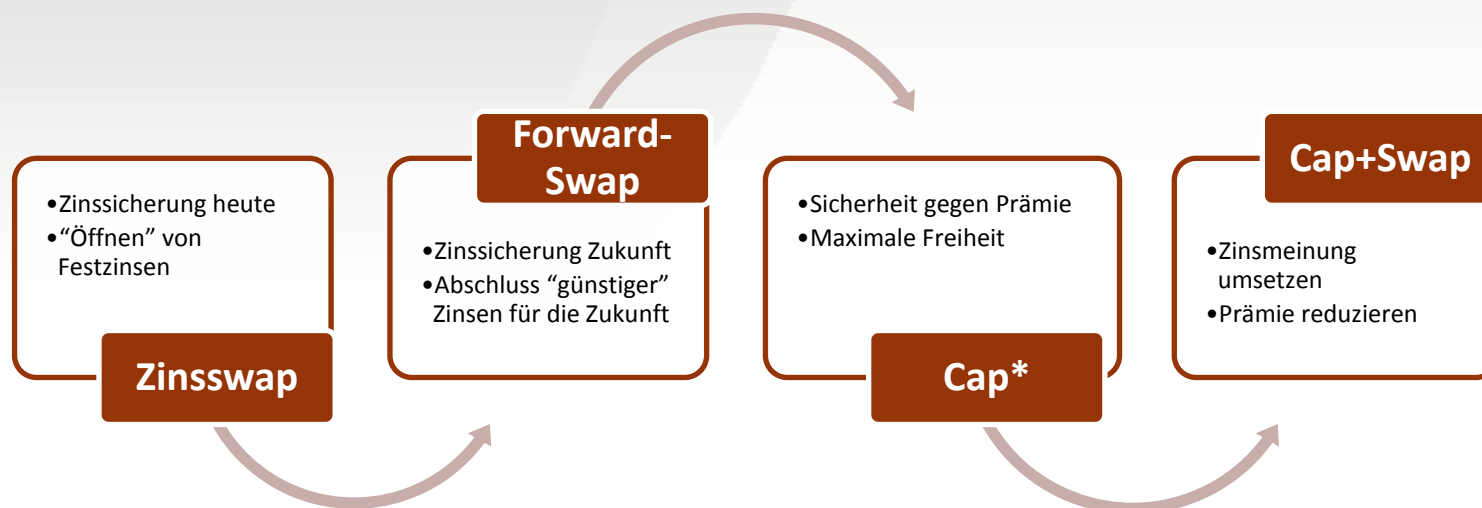 •Zinssicherung heute
•“Öffnen” von
Festzinsen
Zinsswap
Forward-
Swap
•Zinssicherung Zukunft
•Abschluss “günstiger”
Zinsen für die Zukunft
•Sicherheit gegen Prämie
•Maximale Freiheit
Cap*
Cap+Swap
•Zinsmeinung
umsetzen
•Prämie reduzieren